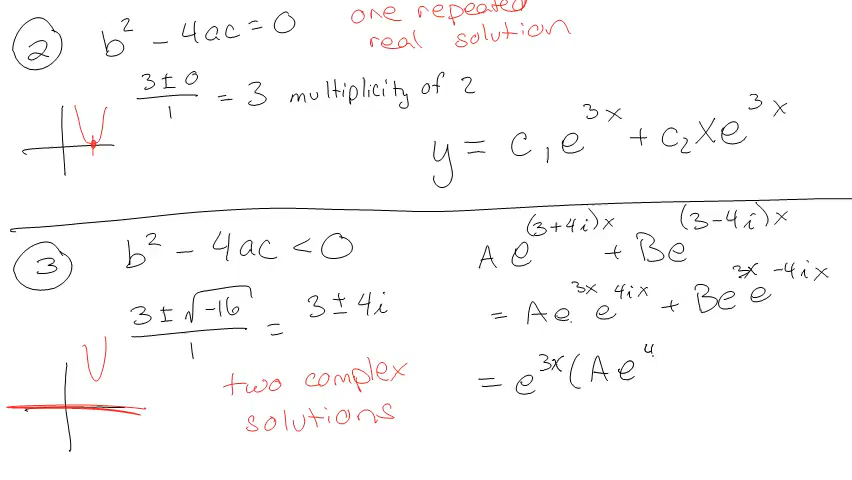 ② b² - 4ac = 0
one repeated
real solution
(3 ± 0)/1 = 3 multiplicity of 2
y = c₁e^(3x) + c₂xe^(3x)
③ b² - 4ac < 0
(3 ± √-16)/1 = 3 ± 4i
two complex
solutions
Ae^((3+4i)x) + Be^((3-4i)x)
= Ae^(3x) e^(4ix) + Be^(3x) e^(-4ix)
= e^(3x) (Ae^4